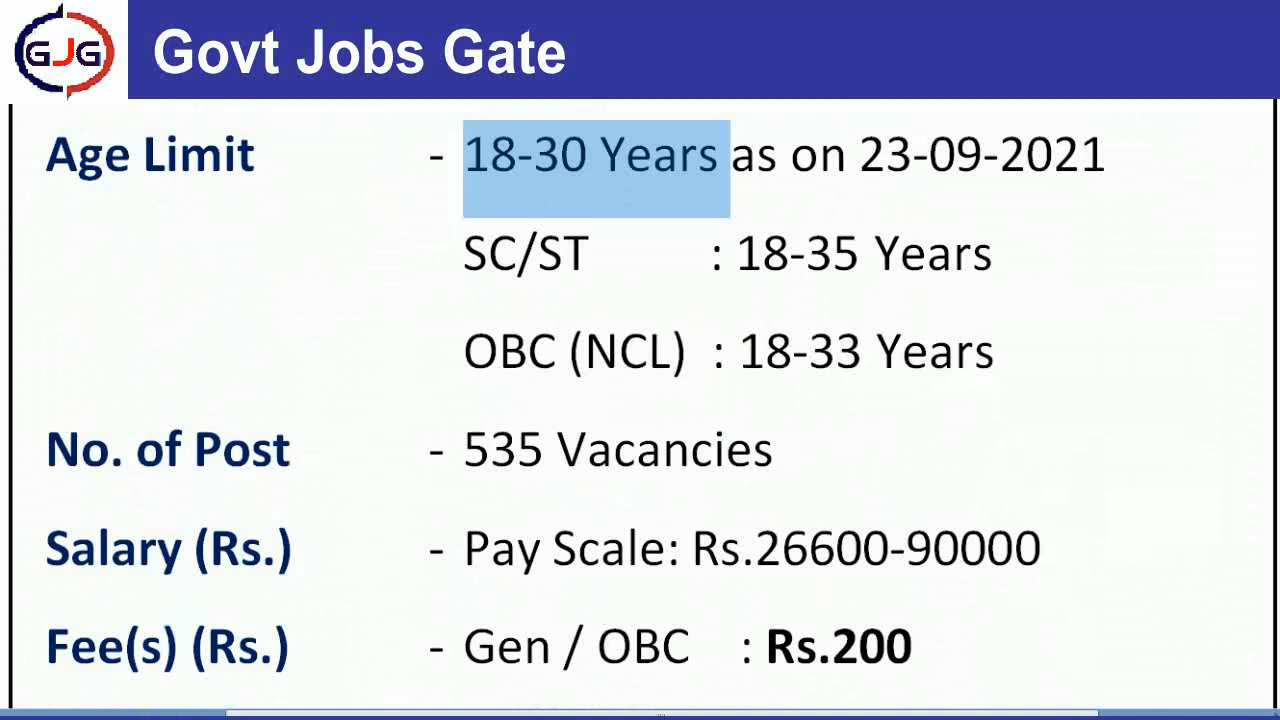 GJG
Govt Jobs Gate
Age Limit - 18-30 Years as on 23-09-2021
SC/ST : 18-35 Years
OBC (NCL) : 18-33 Years
No. of Post - 535 Vacancies
Salary (Rs.) - Pay Scale: Rs.26600-90000
Fee(s) (Rs.) - Gen / OBC : Rs.200